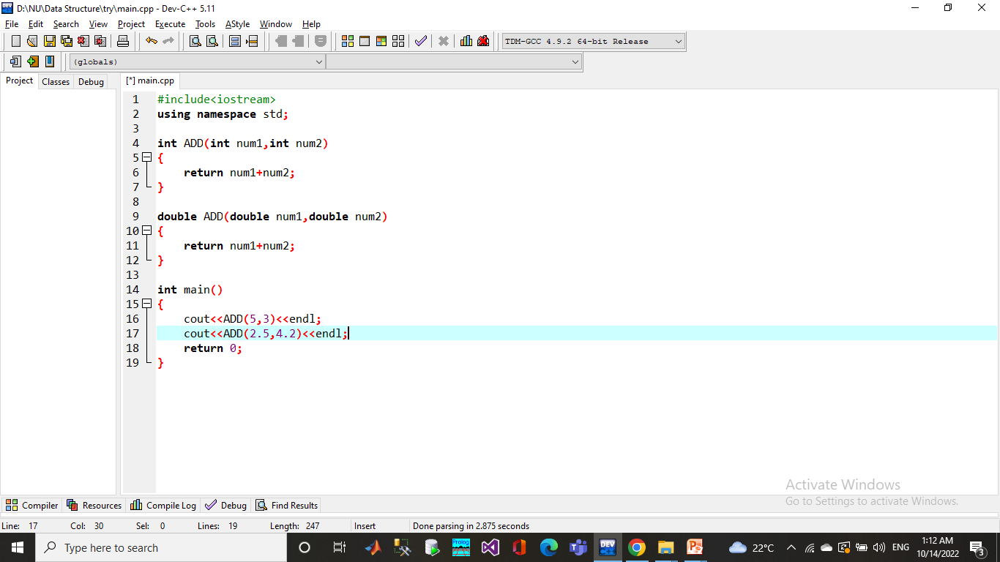 D:\NU\Data Structure\try\main.cpp - Dev-C++ 5.11
File Edit Search View Project Execute Tools AStyle Window Help
TDM-GCC 4.9.2 64-bit Release
(globals)
Project Classes Debug [*] main.cpp
1 #include<iostream>
2 using namespace std;
3
4 int ADD(int num1,int num2)
5 {
6 return num1+num2;
7 }
8
9 double ADD(double num1,double num2)
10 {
11 return num1+num2;
12 }
13
14 int main()
15 {
16 cout<<ADD(5,3)<<endl;
17 cout<<ADD(2.5,4.2)<<endl;
18 return 0;
19 }
Activate Windows
Go to Settings to activate Windows.
Compiler Resources Compile Log Debug Find Results
Line: 17 Col: 30 Sel: 0 Lines: 19 Length: 247 Insert Done parsing in 2.875 seconds
Type here to search Prolog DEV 22°C ENG 1:12 AM
10/14/2022 3